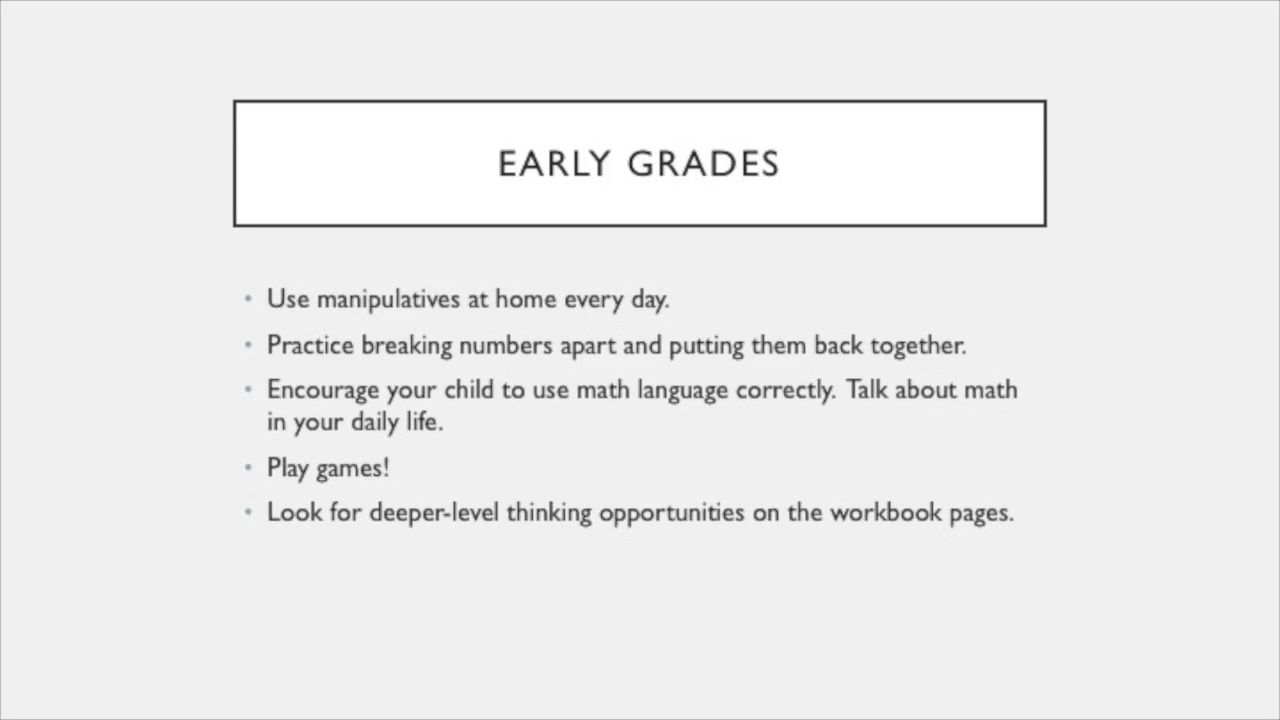 EARLY GRADES
• Use manipulatives at home every day.
• Practice breaking numbers apart and putting them back together.
• Encourage your child to use math language correctly. Talk about math
in your daily life.
• Play games!
• Look for deeper-level thinking opportunities on the workbook pages.